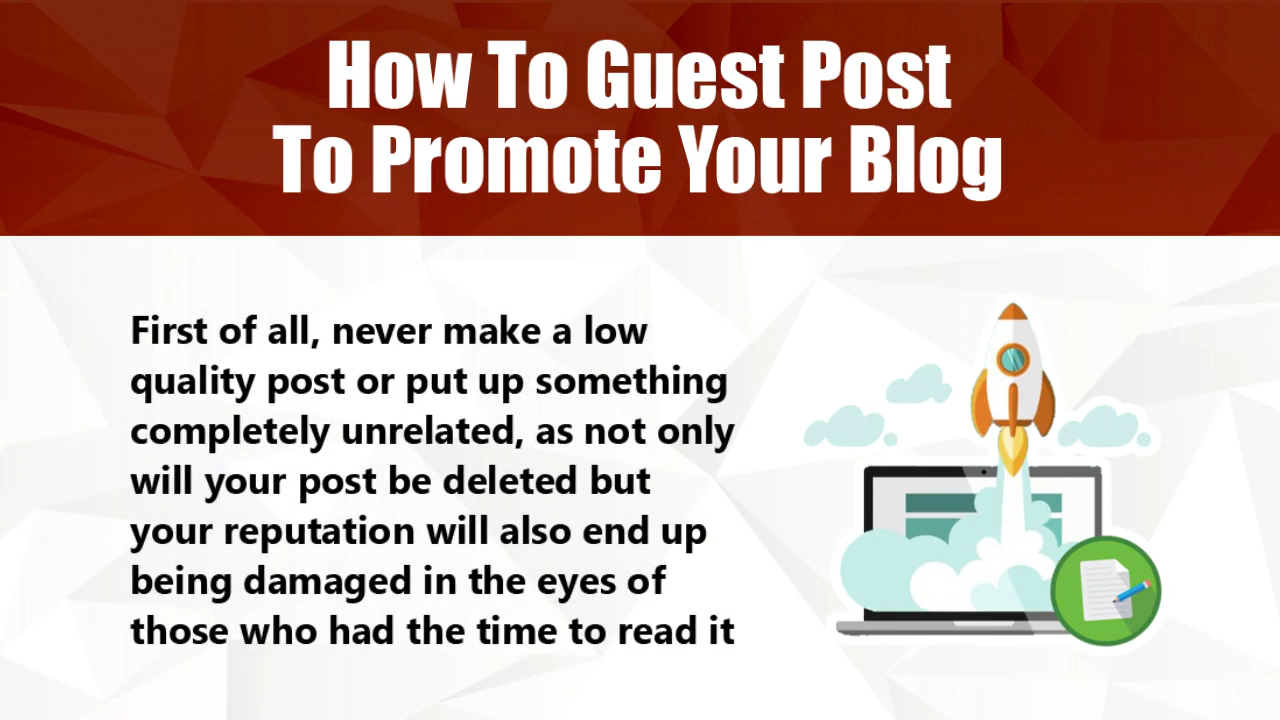 How To Guest Post
To Promote Your Blog
First of all, never make a low
quality post or put up something
completely unrelated, as not only
will your post be deleted but
your reputation will also end up
being damaged in the eyes of
those who had the time to read it